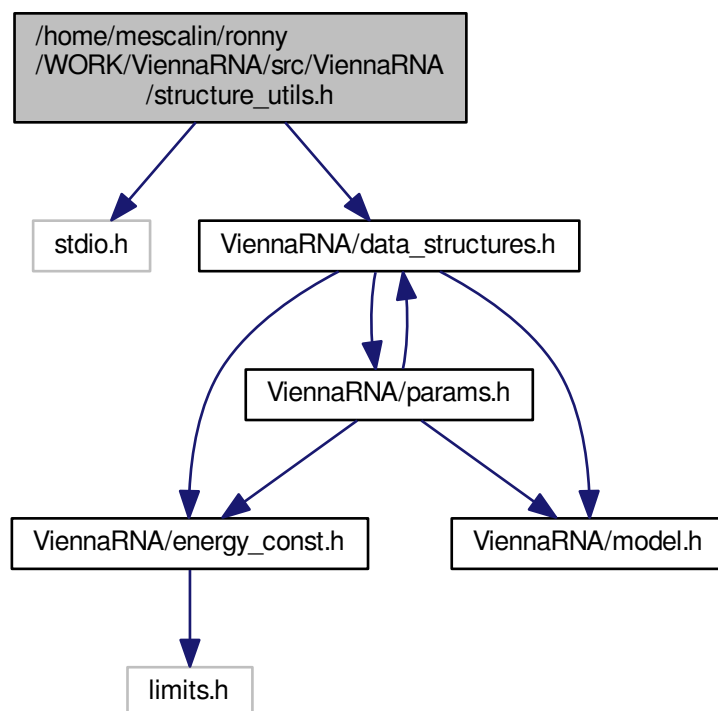 /home/mescalin/ronny
/WORK/ViennaRNA/src/ViennaRNA
/structure_utils.h
stdio.h
ViennaRNA/data_structures.h
ViennaRNA/params.h
ViennaRNA/energy_const.h
ViennaRNA/model.h
limits.h